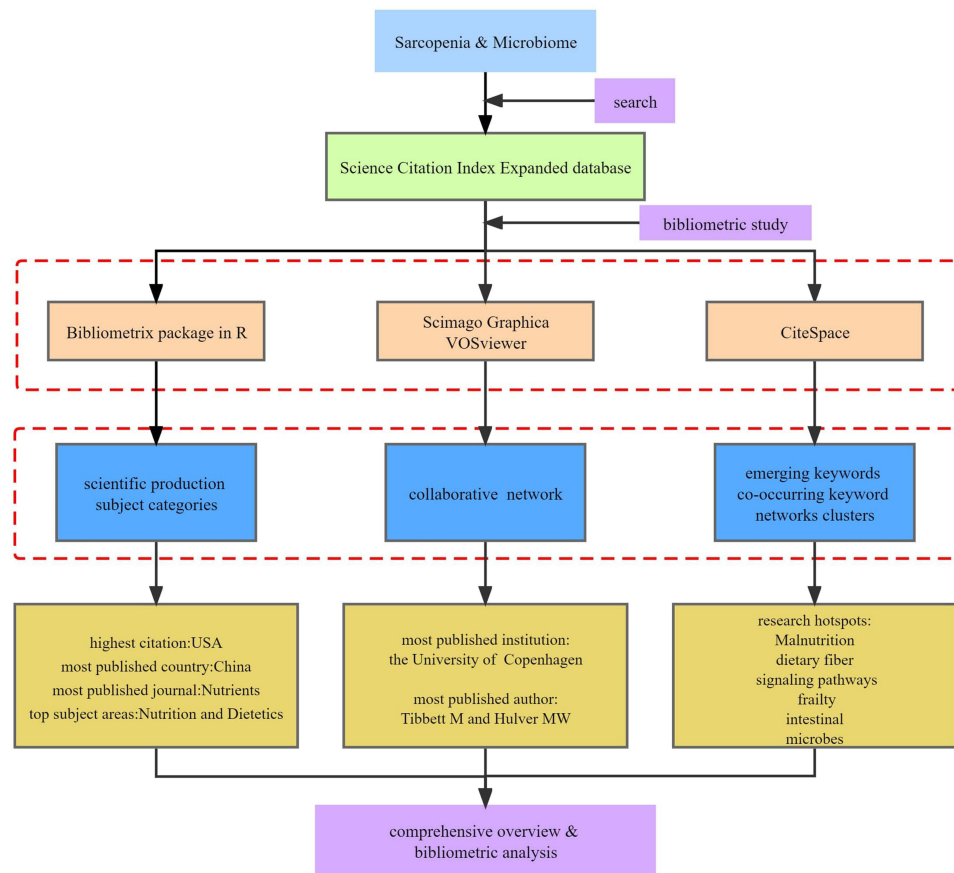 Sarcopenia & Microbiome
search
Science Citation Index Expanded database
bibliometric study
Bibliometrix package in R
Scimago Graphica
VOSviewer
CiteSpace
scientific production
subject categories
collaborative network
emerging keywords
co-occurring keyword
networks clusters
highest citation:USA
most published country:China
most published journal:Nutrients
top subject areas:Nutrition and Dietetics
most published institution:
the University of Copenhagen
most published author:
Tibbett M and Hulver MW
research hotspots:
Malnutrition
dietary fiber
signaling pathways
frailty
intestinal
microbes
comprehensive overview &
bibliometric analysis